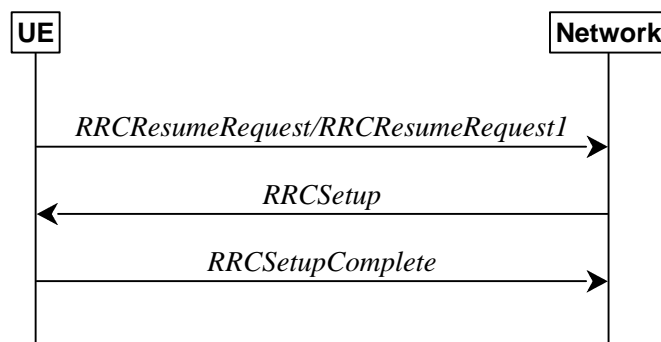 UE Network
RRCResumeRequest/RRCResumeRequest1
RRCSetup
RRCSetupComplete